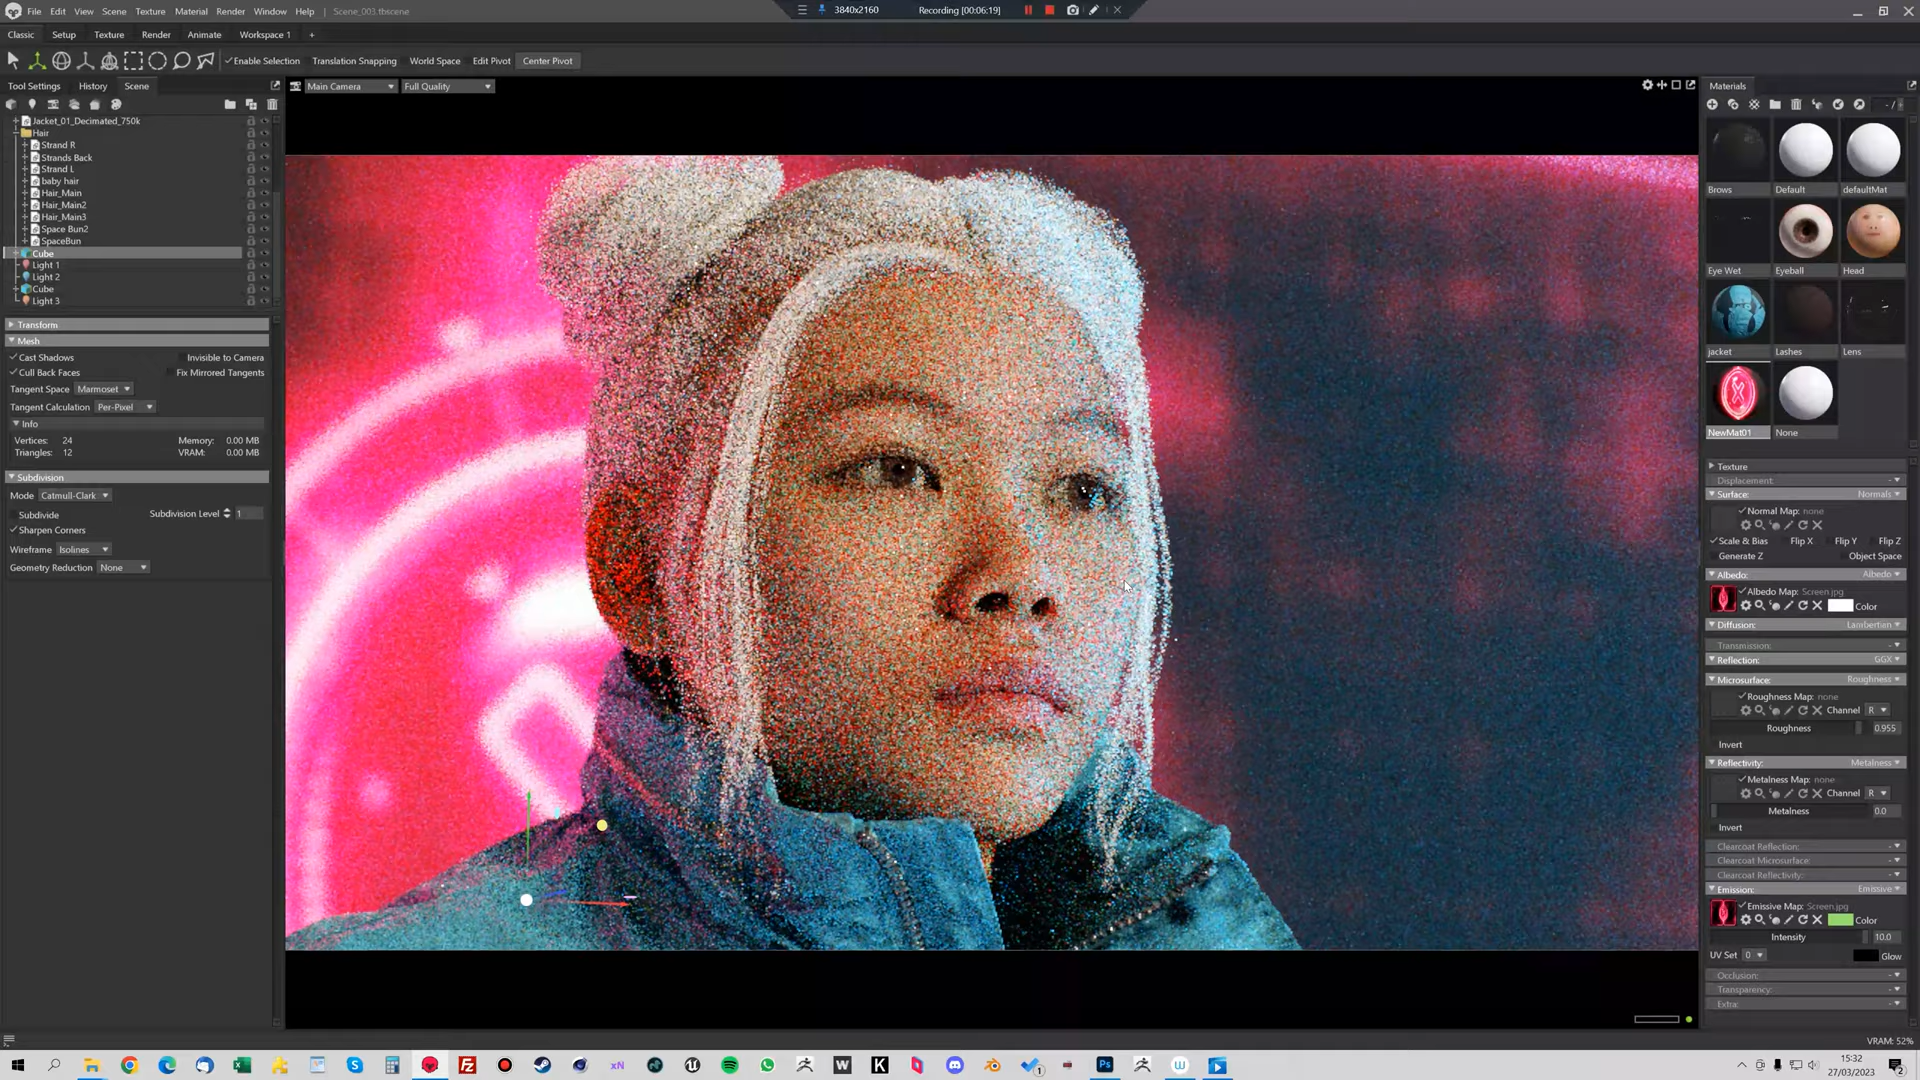 File Edit View Scene Texture Material Render Window Help Scene_003.tbscene
3840x2160 Recording [00:06:19]
Classic Setup Texture Render Animate Workspace 1 +
Enable Selection Translation Snapping World Space Edit Pivot Center Pivot
Tool Settings History Scene
Main Camera Full Quality
Jacket_01_Decimated_750k
Hair
Strand R
Strands Back
Strand L
baby hair
Hair_Main
Hair_Main2
Hair_Main3
Space Bun2
SpaceBun
Cube
Light 1
Light 2
Cube
Light 3
Transform
Mesh
Cast Shadows Invisible to Camera
Cull Back Faces Fix Mirrored Tangents
Tangent Space Marmoset
Tangent Calculation Per-Pixel
Info
Vertices: 24 Memory: 0.00 MB
Triangles: 12 VRAM: 0.00 MB
Subdivision
Mode Catmull-Clark
Subdivide Subdivision Level 1
Sharpen Corners
Wireframe Isolines
Geometry Reduction None
Materials
Brows Default defaultMat
Eye Wet Eyeball Head
jacket Lashes Lens
NewMat01 None
Texture
Displacement:
Surface: Normals
Normal Map: none
Scale & Bias Flip X Flip Y Flip Z
Generate Z Object Space
Albedo: Albedo
Albedo Map: Screen.jpg
Color
Diffusion: Lambertian
Transmission:
Reflection: GGX
Microsurface: Roughness
Roughness Map: none
Channel R
Roughness 0.955
Invert
Reflectivity: Metalness
Metalness Map: none
Channel R
Metalness 0.0
Invert
Clearcoat Reflection:
Clearcoat Microsurface:
Clearcoat Reflectivity:
Emission: Emissive
Emissive Map: Screen.jpg
Color
Intensity 10.0
UV Set 0 Glow
Occlusion:
Transparency:
Extra:
VRAM: 52%
15:32
27/03/2023